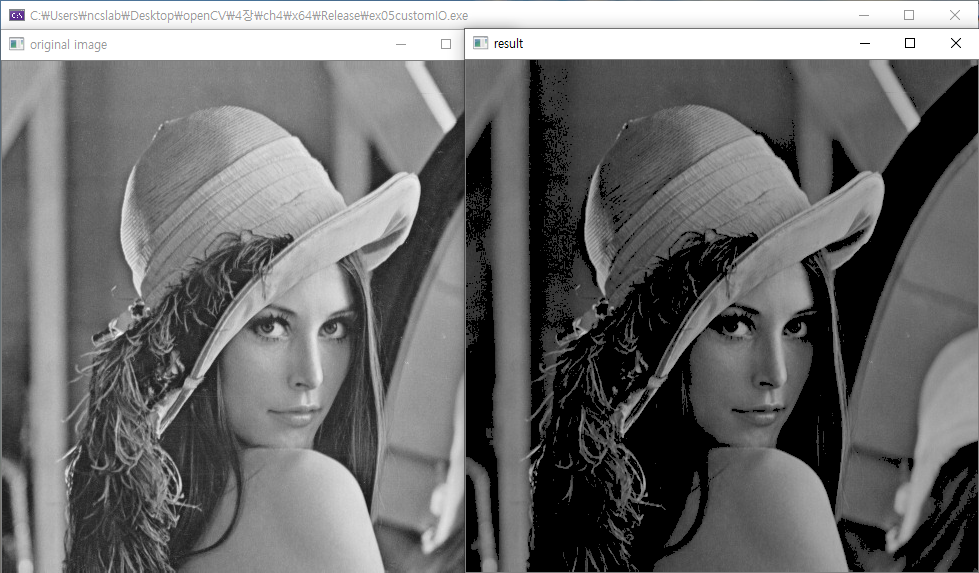 C:₩Users₩ncslab₩Desktop₩openCV₩4장₩ch4₩x64₩Release₩ex05customIO.exe
original image
result